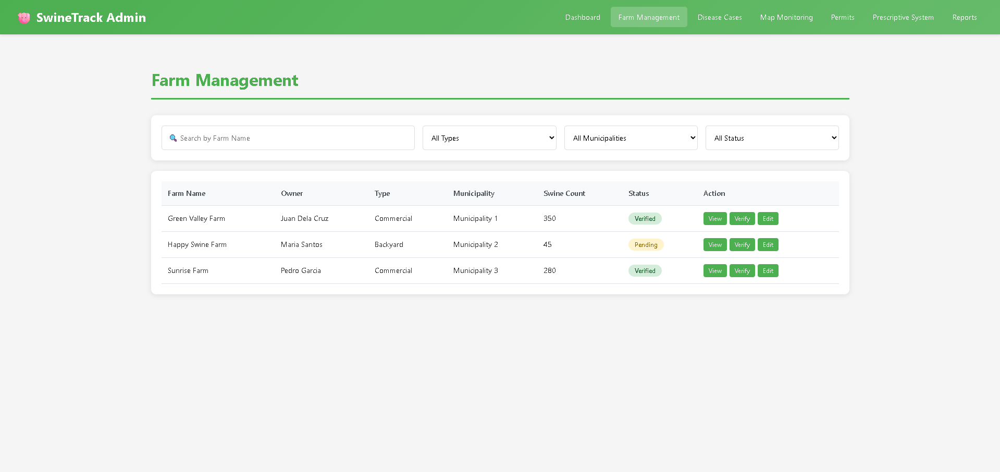 SwineTrack Admin
Dashboard Farm Management Disease Cases Map Monitoring Permits Prescriptive System Reports
Farm Management
Search by Farm Name All Types All Municipalities All Status
Farm Name Owner Type Municipality Swine Count Status Action
Green Valley Farm Juan Dela Cruz Commercial Municipality 1 350 Verified View Verify Edit
Happy Swine Farm Maria Santos Backyard Municipality 2 45 Pending View Verify Edit
Sunrise Farm Pedro Garcia Commercial Municipality 3 280 Verified View Verify Edit